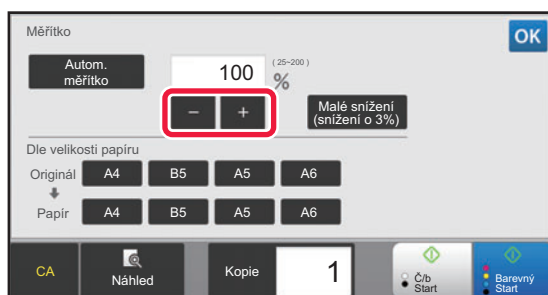 Měřítko
OK
Autom.
měřítko
100
(25~200)
%
−
+
Malé snížení
(snížení o 3%)
Dle velikosti papíru
Originál
A4
B5
A5
A6
Papír
A4
B5
A5
A6
CA
Náhled
Kopie
1
Č/b
Start
Barevný
Start